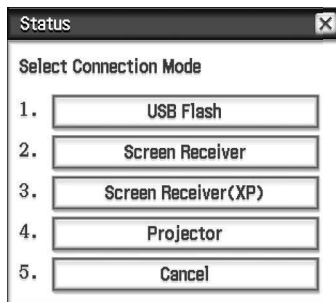 Status
Select Connection Mode
1. USB Flash
2. Screen Receiver
3. Screen Receiver(XP)
4. Projector
5. Cancel